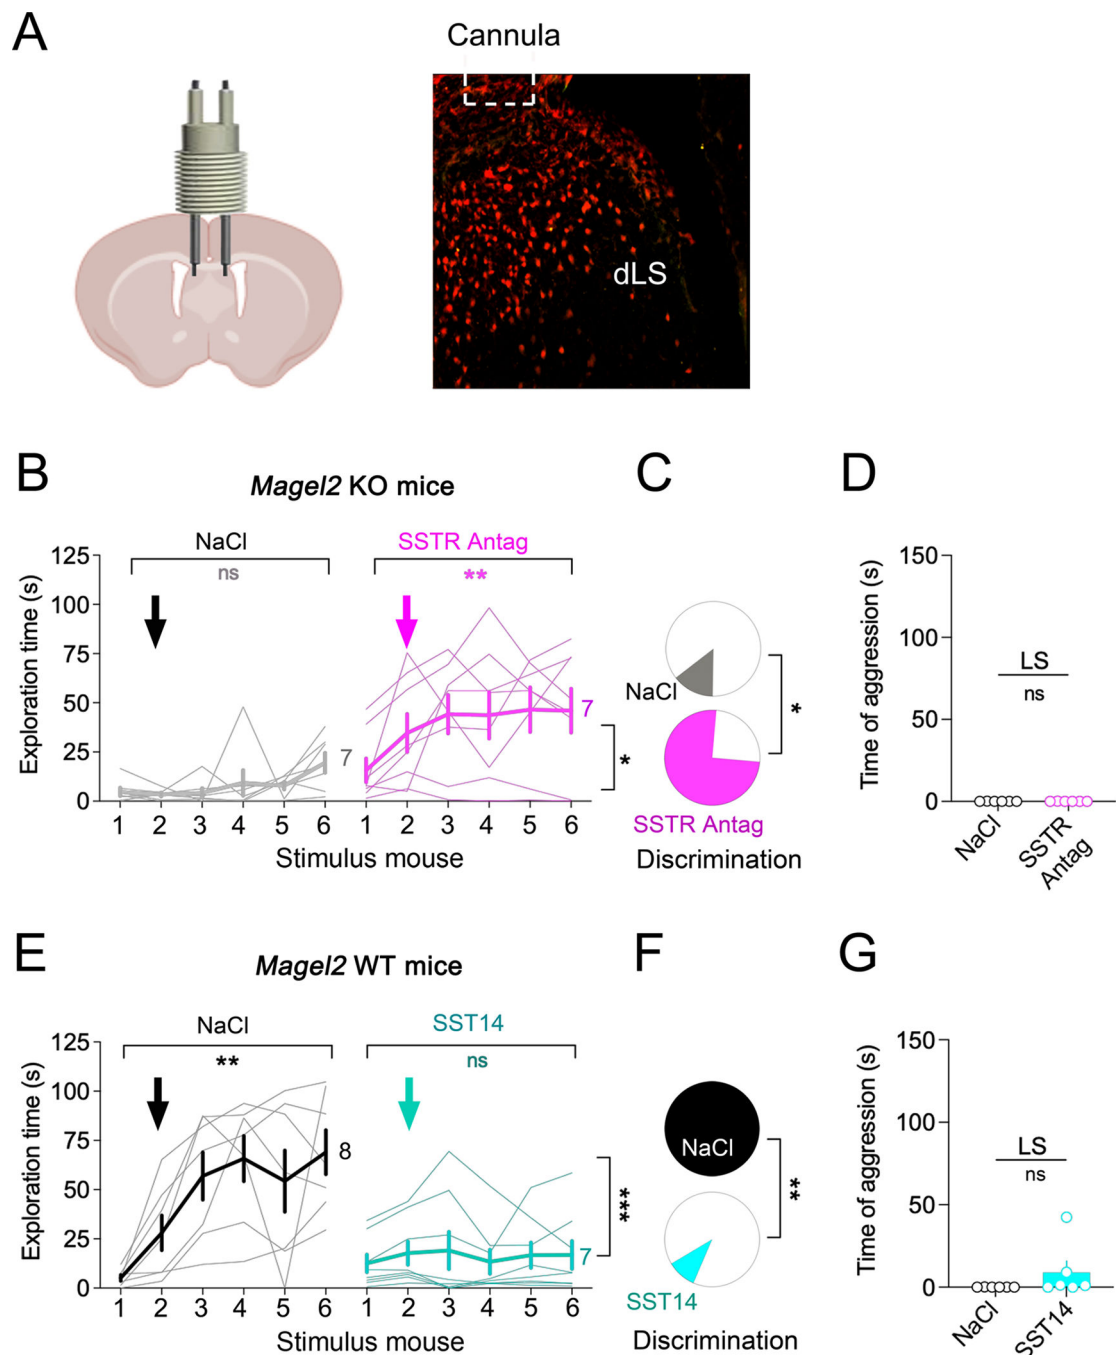 A
Cannula
dLS
B
Magel2 KO mice
C
D
NaCl
SSTR Antag
ns
**
Exploration time (s)
125
100
75
50
25
0
7
7
*
1 2 3 4 5 6
1 2 3 4 5 6
Stimulus mouse
NaCl
*
SSTR Antag
Discrimination
Time of aggression (s)
150
100
50
0
LS
ns
NaCl
SSTR
Antag
E
Magel2 WT mice
F
G
NaCl
SST14
**
ns
Exploration time (s)
125
100
75
50
25
0
8
7
***
1 2 3 4 5 6
1 2 3 4 5 6
Stimulus mouse
NaCl
**
SST14
Discrimination
Time of aggression (s)
150
100
50
0
LS
ns
NaCl
SST14